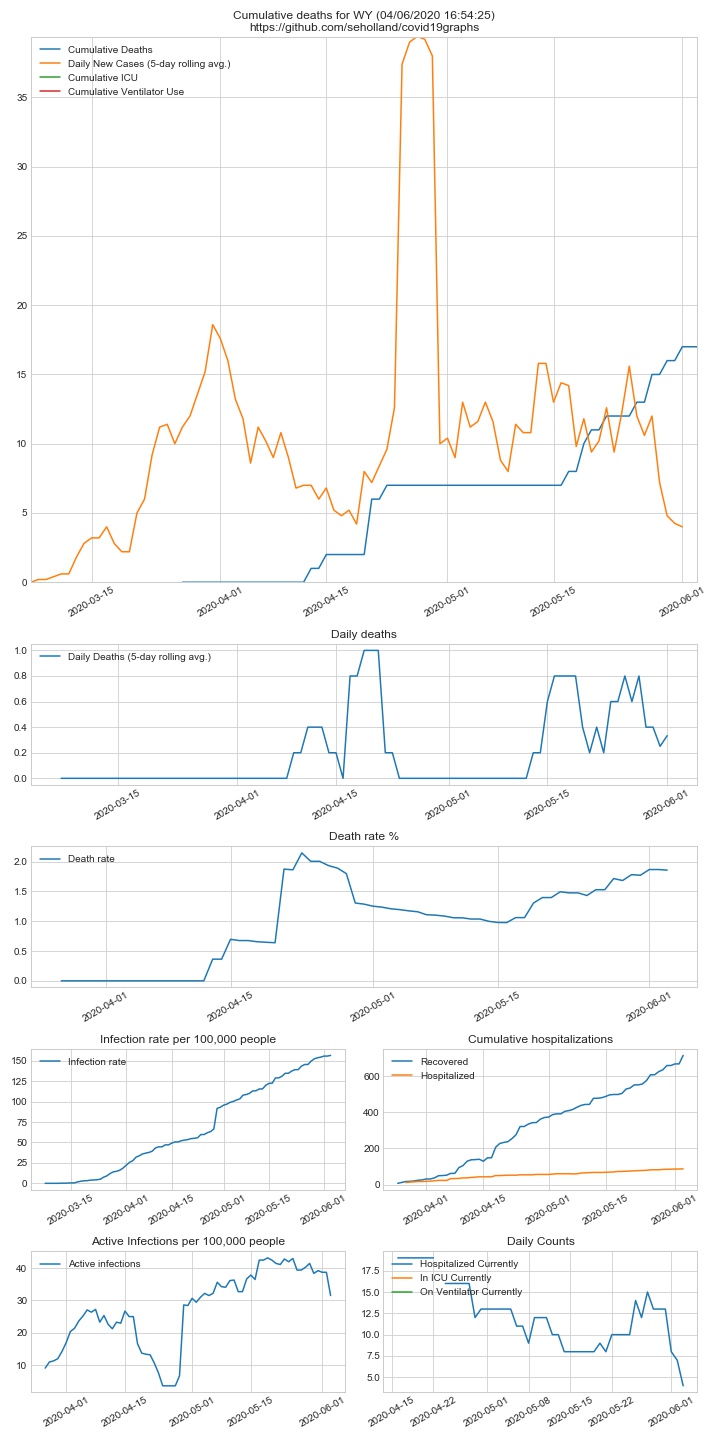 Cumulative deaths for WY (04/06/2020 16:54:25)
https://github.com/seholland/covid19graphs
Cumulative Deaths
Daily New Cases (5-day rolling avg.)
Cumulative ICU
Cumulative Ventilator Use
35
30
25
20
15
10
5
0
2020-03-15 2020-04-01 2020-04-15 2020-05-01 2020-05-15 2020-06-01
Daily deaths
Daily Deaths (5-day rolling avg.)
1.0
0.8
0.6
0.4
0.2
0.0
2020-03-15 2020-04-01 2020-04-15 2020-05-01 2020-05-15 2020-06-01
Death rate %
Death rate
2.0
1.5
1.0
0.5
0.0
2020-04-01 2020-04-15 2020-05-01 2020-05-15 2020-06-01
Infection rate per 100,000 people
Infection rate
150
125
100
75
50
25
0
2020-03-15 2020-04-01 2020-04-15 2020-05-01 2020-05-15 2020-06-01
Cumulative hospitalizations
Recovered
Hospitalized
600
400
200
0
2020-04-01 2020-04-15 2020-05-01 2020-05-15 2020-06-01
Active Infections per 100,000 people
Active infections
40
30
20
10
2020-04-01 2020-04-15 2020-05-01 2020-05-15 2020-06-01
Daily Counts
Hospitalized Currently
In ICU Currently
On Ventilator Currently
17.5
15.0
12.5
10.0
7.5
5.0
2020-04-15 2020-04-22 2020-05-01 2020-05-08 2020-05-15 2020-05-22 2020-06-01